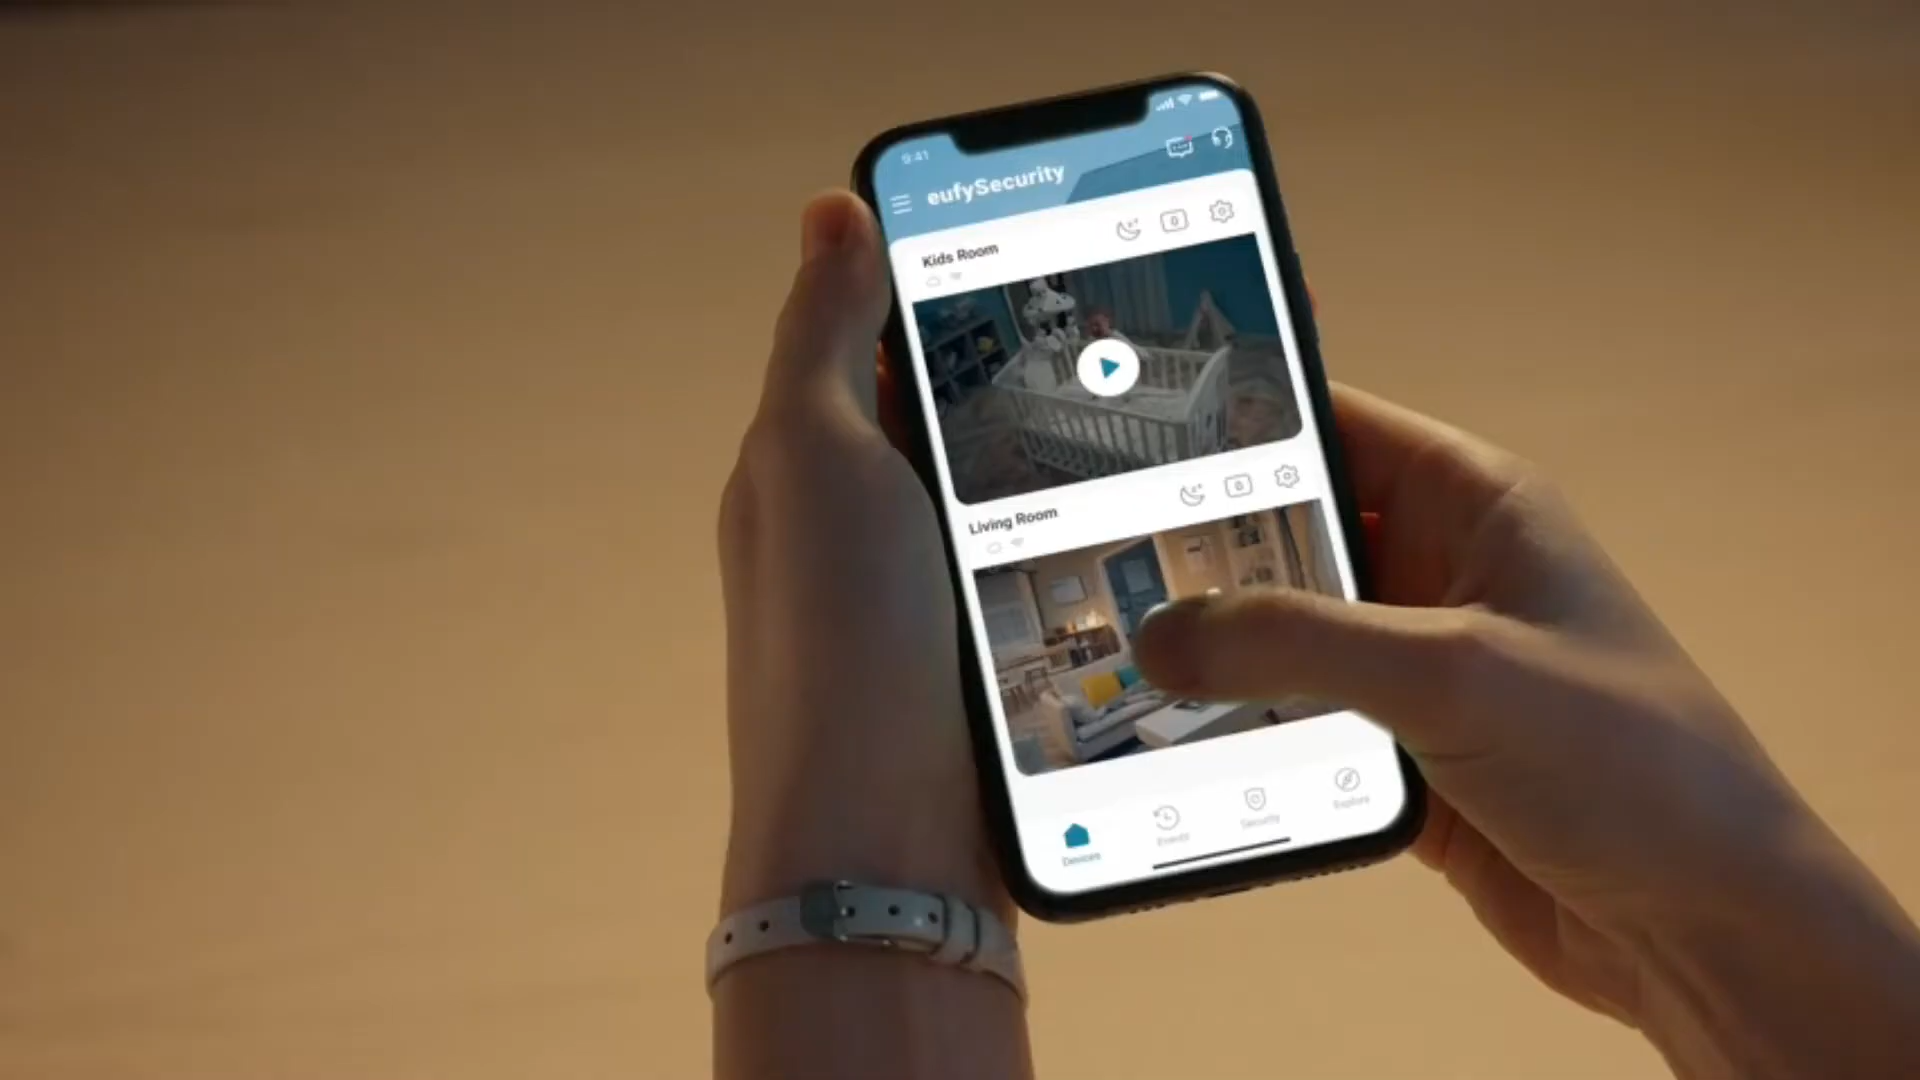 9:41
eufySecurity
Kids Room
Living Room
Devices
Events
Security
Explore